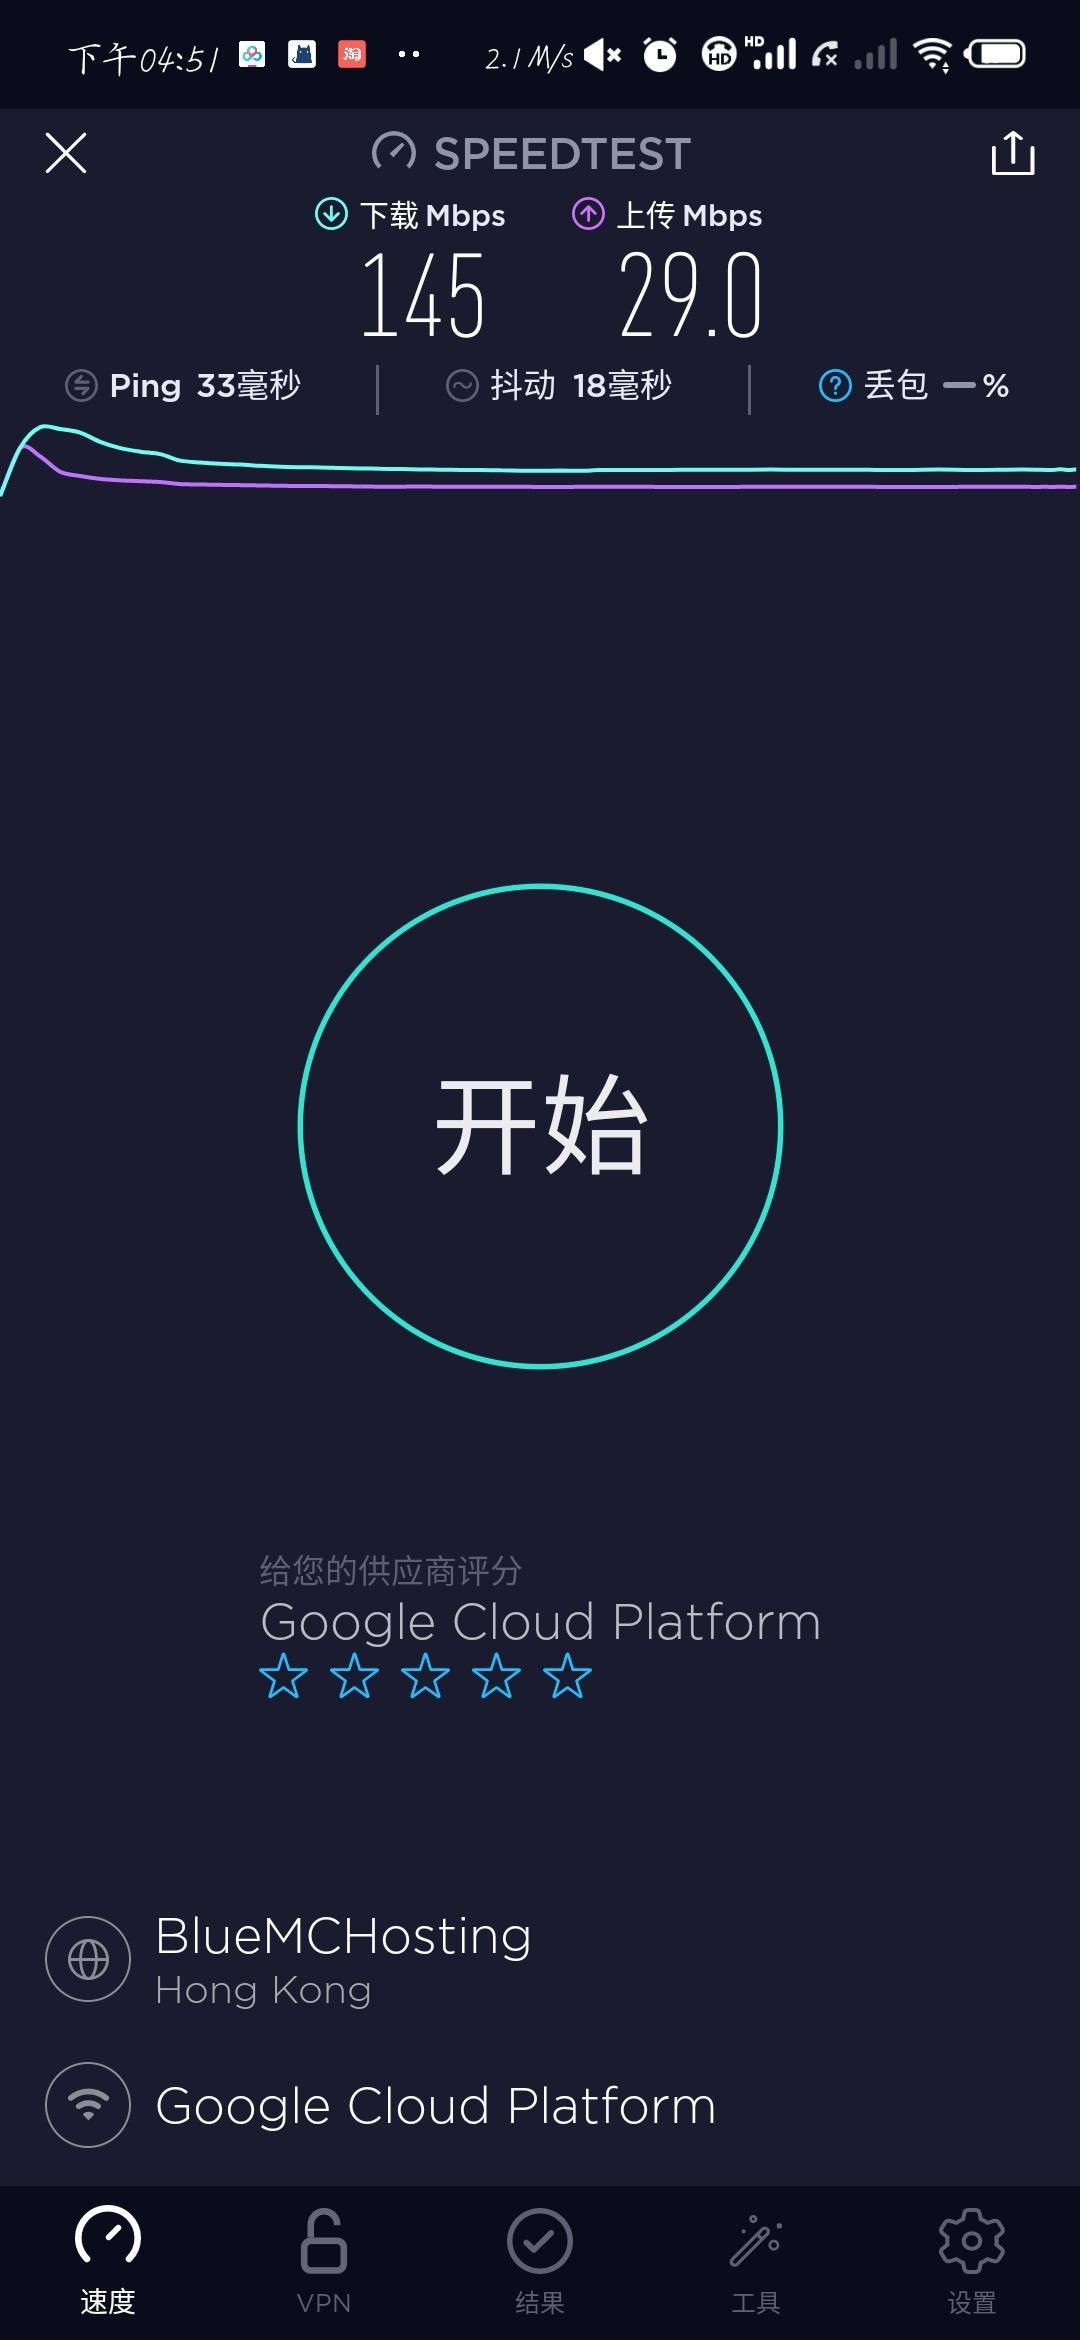 下午04:51 淘 2.1 M/s HD HD
SPEEDTEST
下载 Mbps 上传 Mbps
145 29.0
Ping 33毫秒 抖动 18毫秒 丢包 — %
开始
给您的供应商评分
Google Cloud Platform
BlueMCHosting
Hong Kong
Google Cloud Platform
速度 VPN 结果 工具 设置